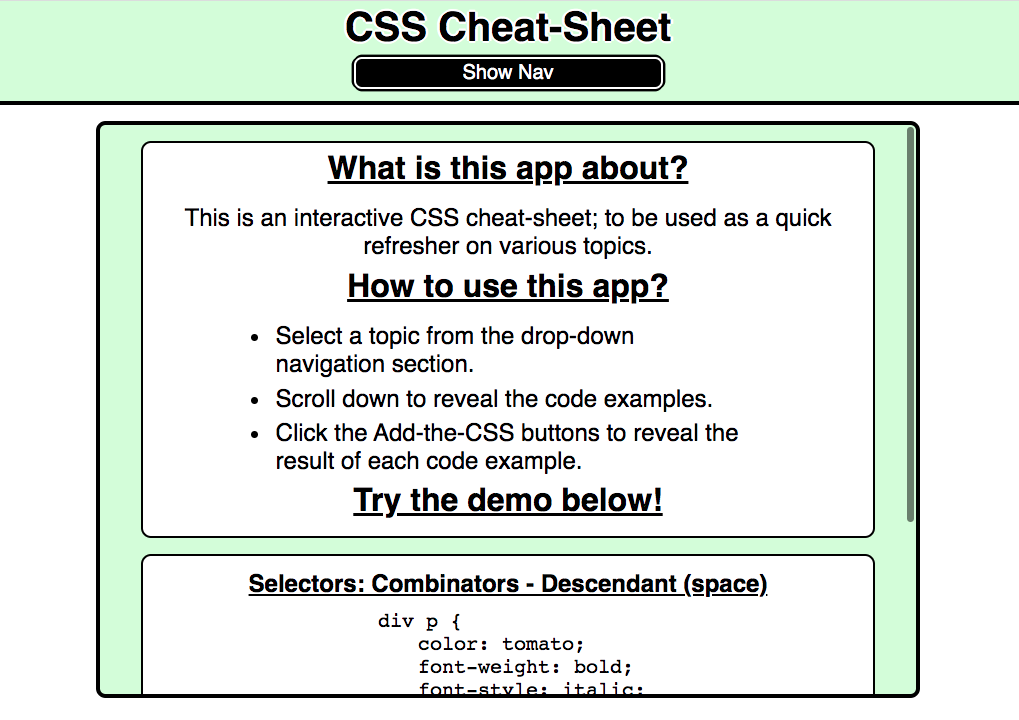 CSS Cheat-Sheet
Show Nav
What is this app about?
This is an interactive CSS cheat-sheet; to be used as a quick
refresher on various topics.
How to use this app?
• Select a topic from the drop-down
navigation section.
• Scroll down to reveal the code examples.
• Click the Add-the-CSS buttons to reveal the
result of each code example.
Try the demo below!
Selectors: Combinators - Descendant (space)
div p {
color: tomato;
font-weight: bold;
font-style: italic;